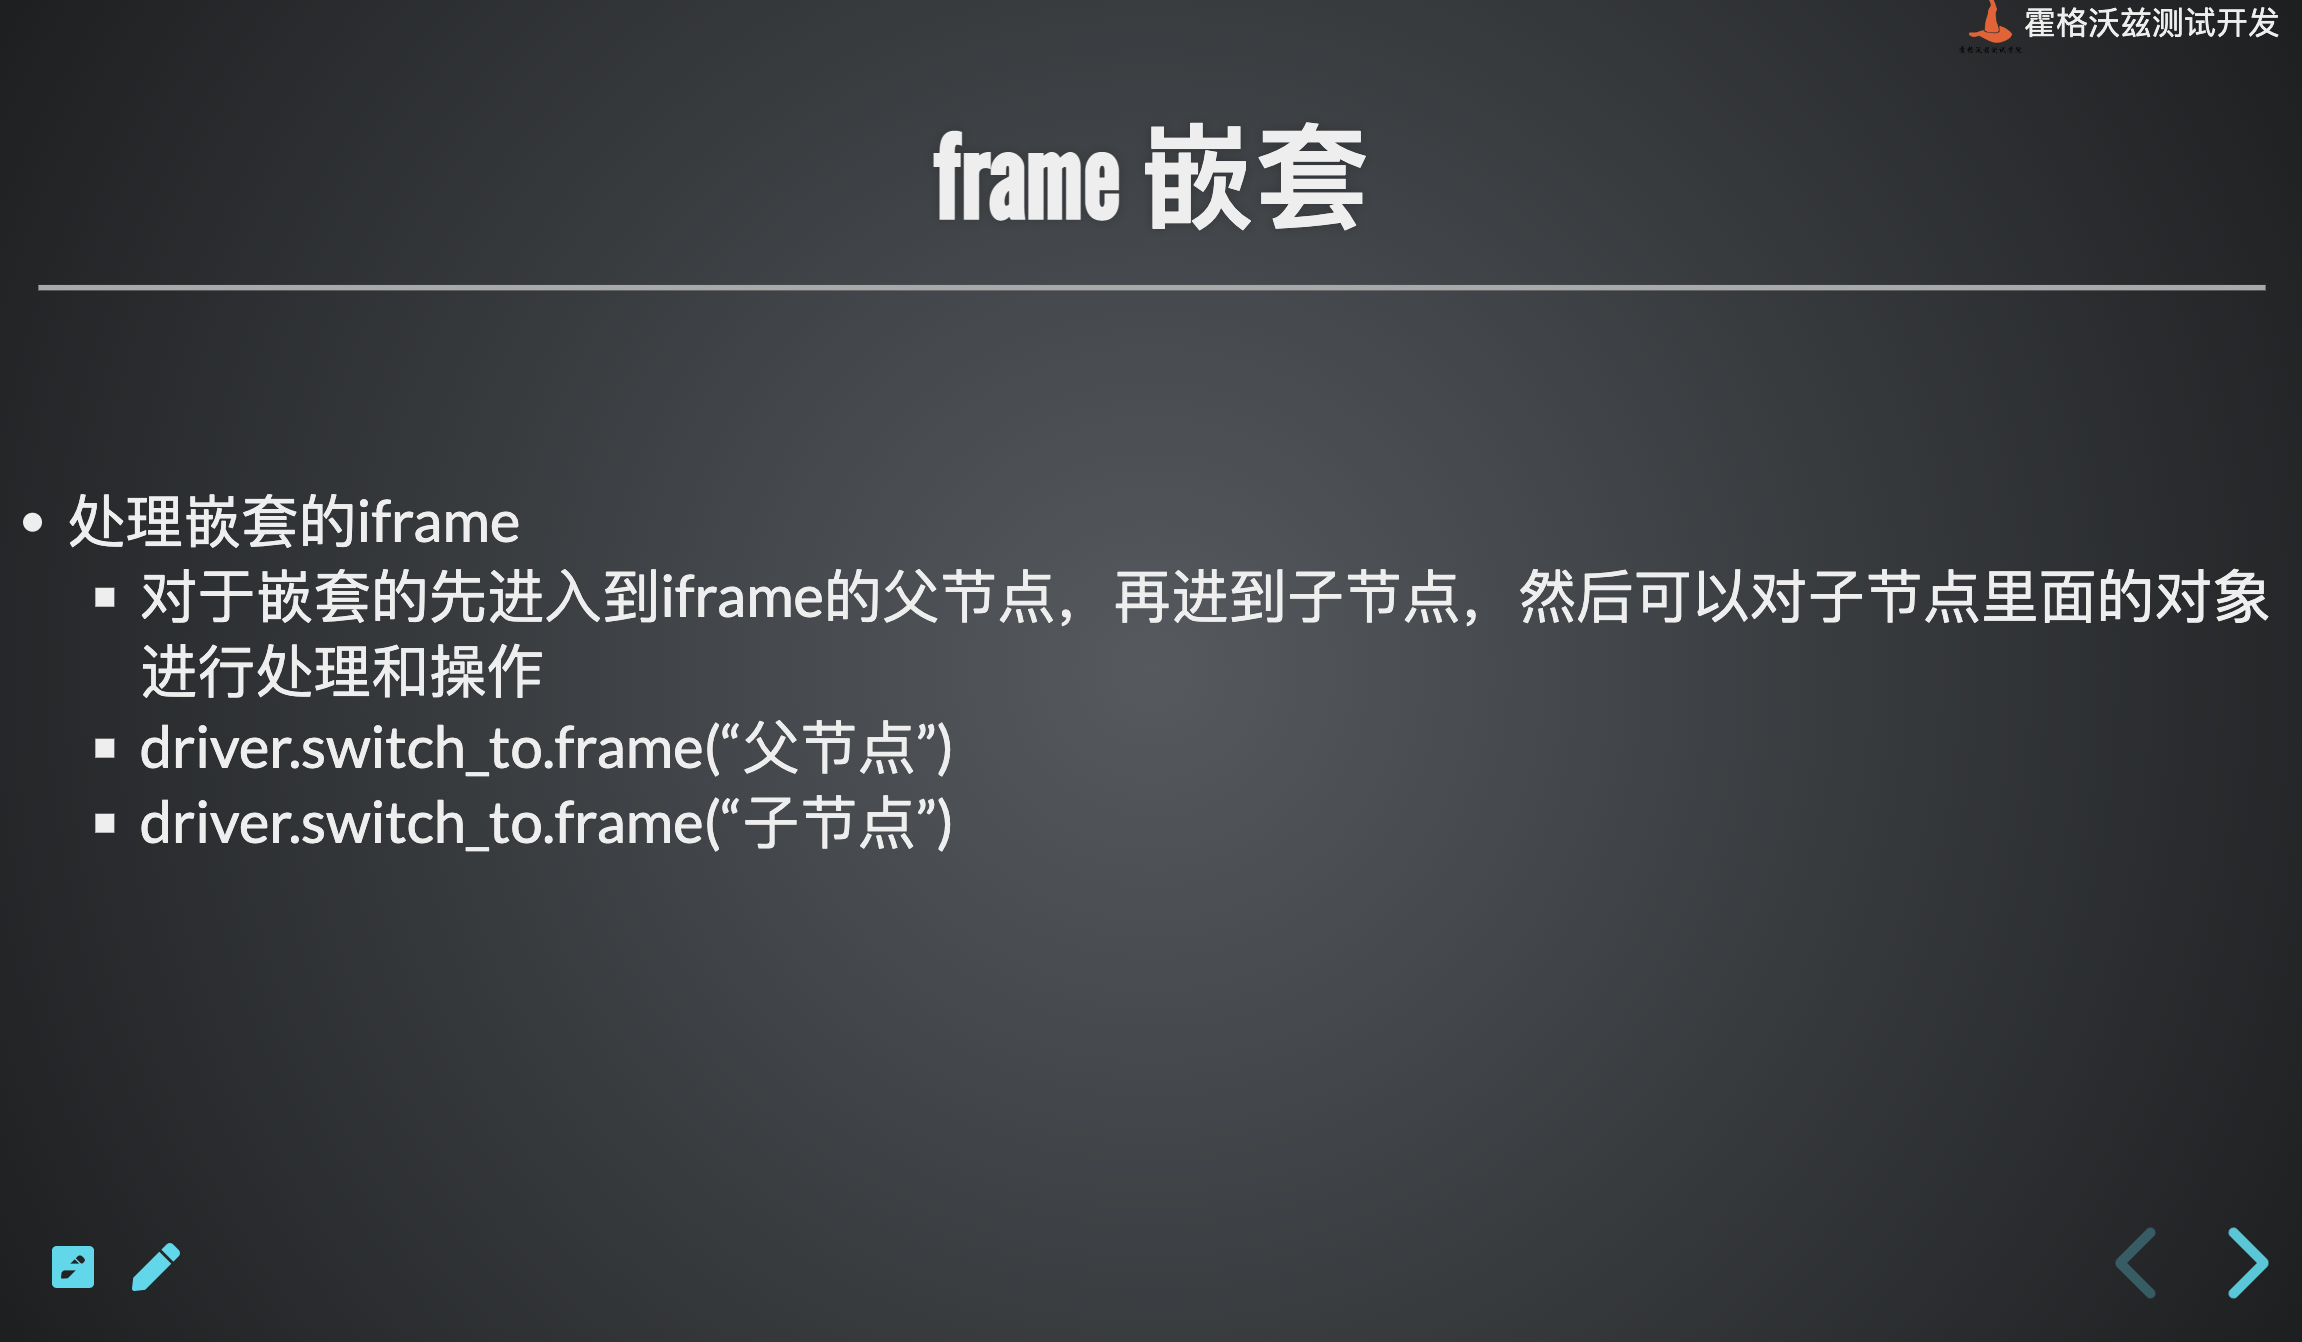 霍格沃兹测试开发
frame 嵌套
处理嵌套的iframe
对于嵌套的先进入到iframe的父节点，再进到子节点，然后可以对子节点里面的对象
进行处理和操作
driver.switch_to.frame(“父节点”)
driver.switch_to.frame(“子节点”)